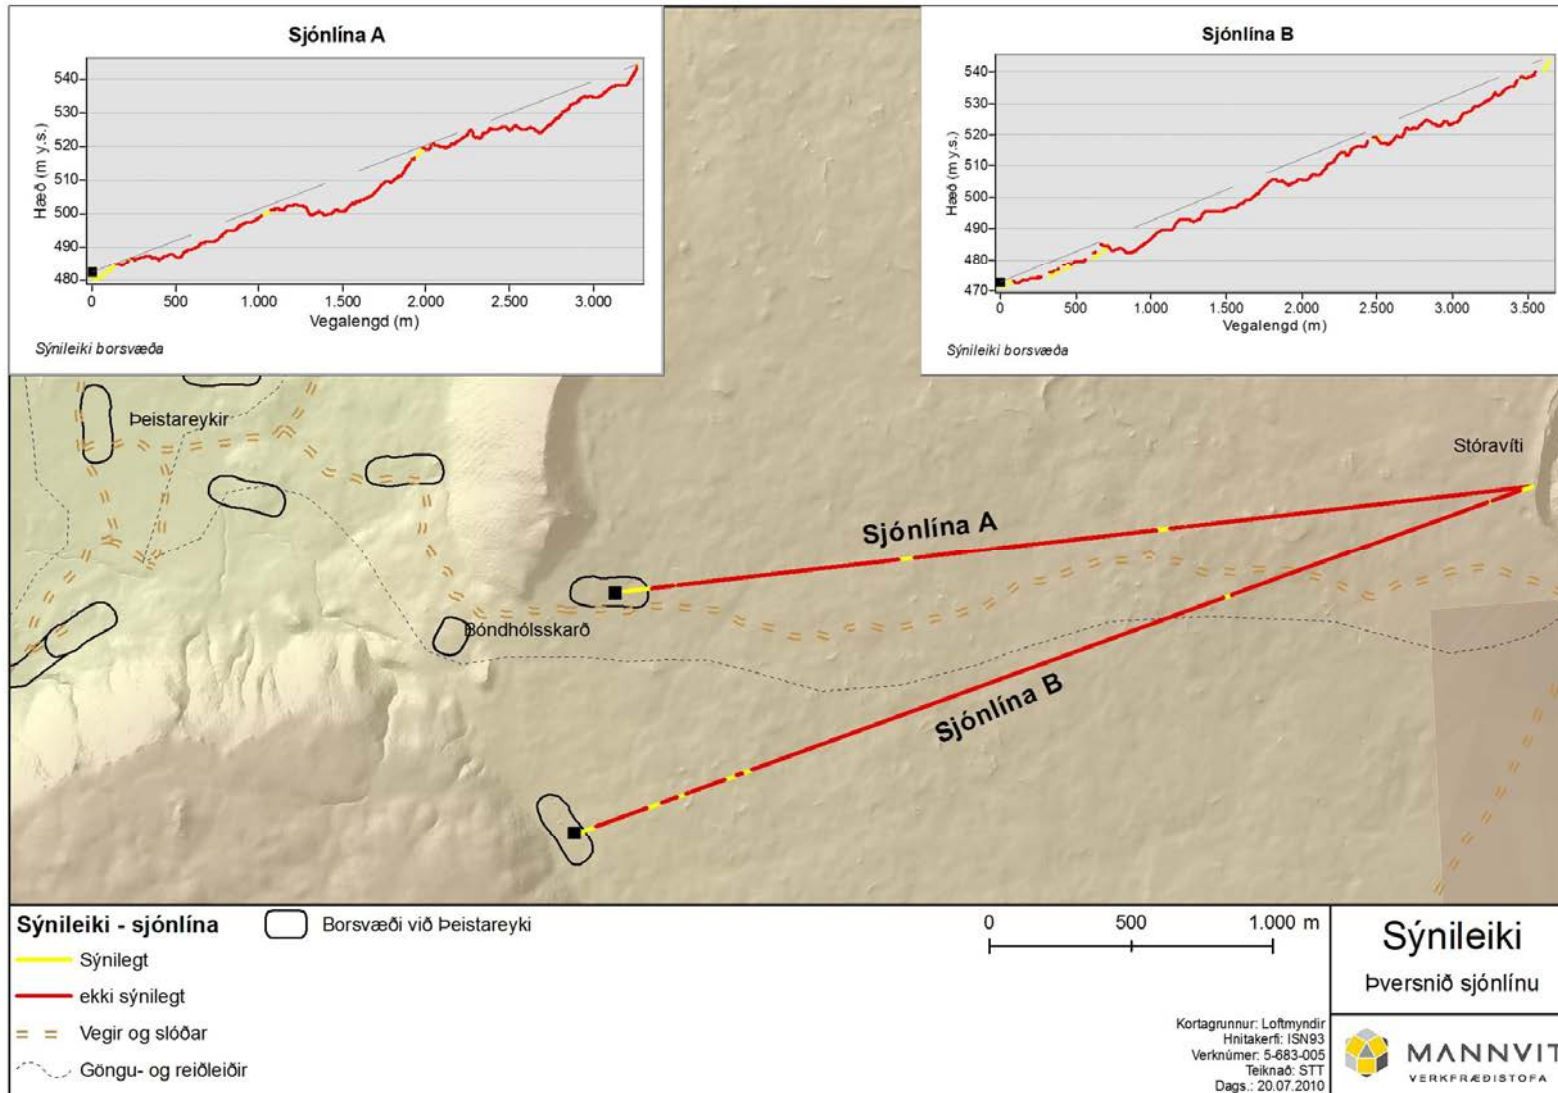 Sjónlína A
540
530
520
510
500
490
480
Hæð (m y.s.)
0 500 1.000 1.500 2.000 2.500 3.000
Vegalengd (m)
Sýnileiki borsvæða
Sjónlína B
540
530
520
510
500
490
480
470
Hæð (m y.s.)
0 500 1.000 1.500 2.000 2.500 3.000 3.500
Vegalengd (m)
Sýnileiki borsvæða
Þeistareykir
Stóravíti
Sjónlína A
Bóndhólsskarð
Sjónlína B
Sýnileiki - sjónlína
Borsvæði við Þeistareyki
Sýnilegt
ekki sýnilegt
Vegir og slóðar
Göngu- og reiðleiðir
0 500 1.000 m
Kortagrunnur: Loftmyndir
Hnitakerfi: ISN93
Verknúmer: 5-683-005
Teiknað: STT
Dags.: 20.07.2010
Sýnileiki
Þversnið sjónlínu
MANNVIT
VERKFRÆÐISTOFA